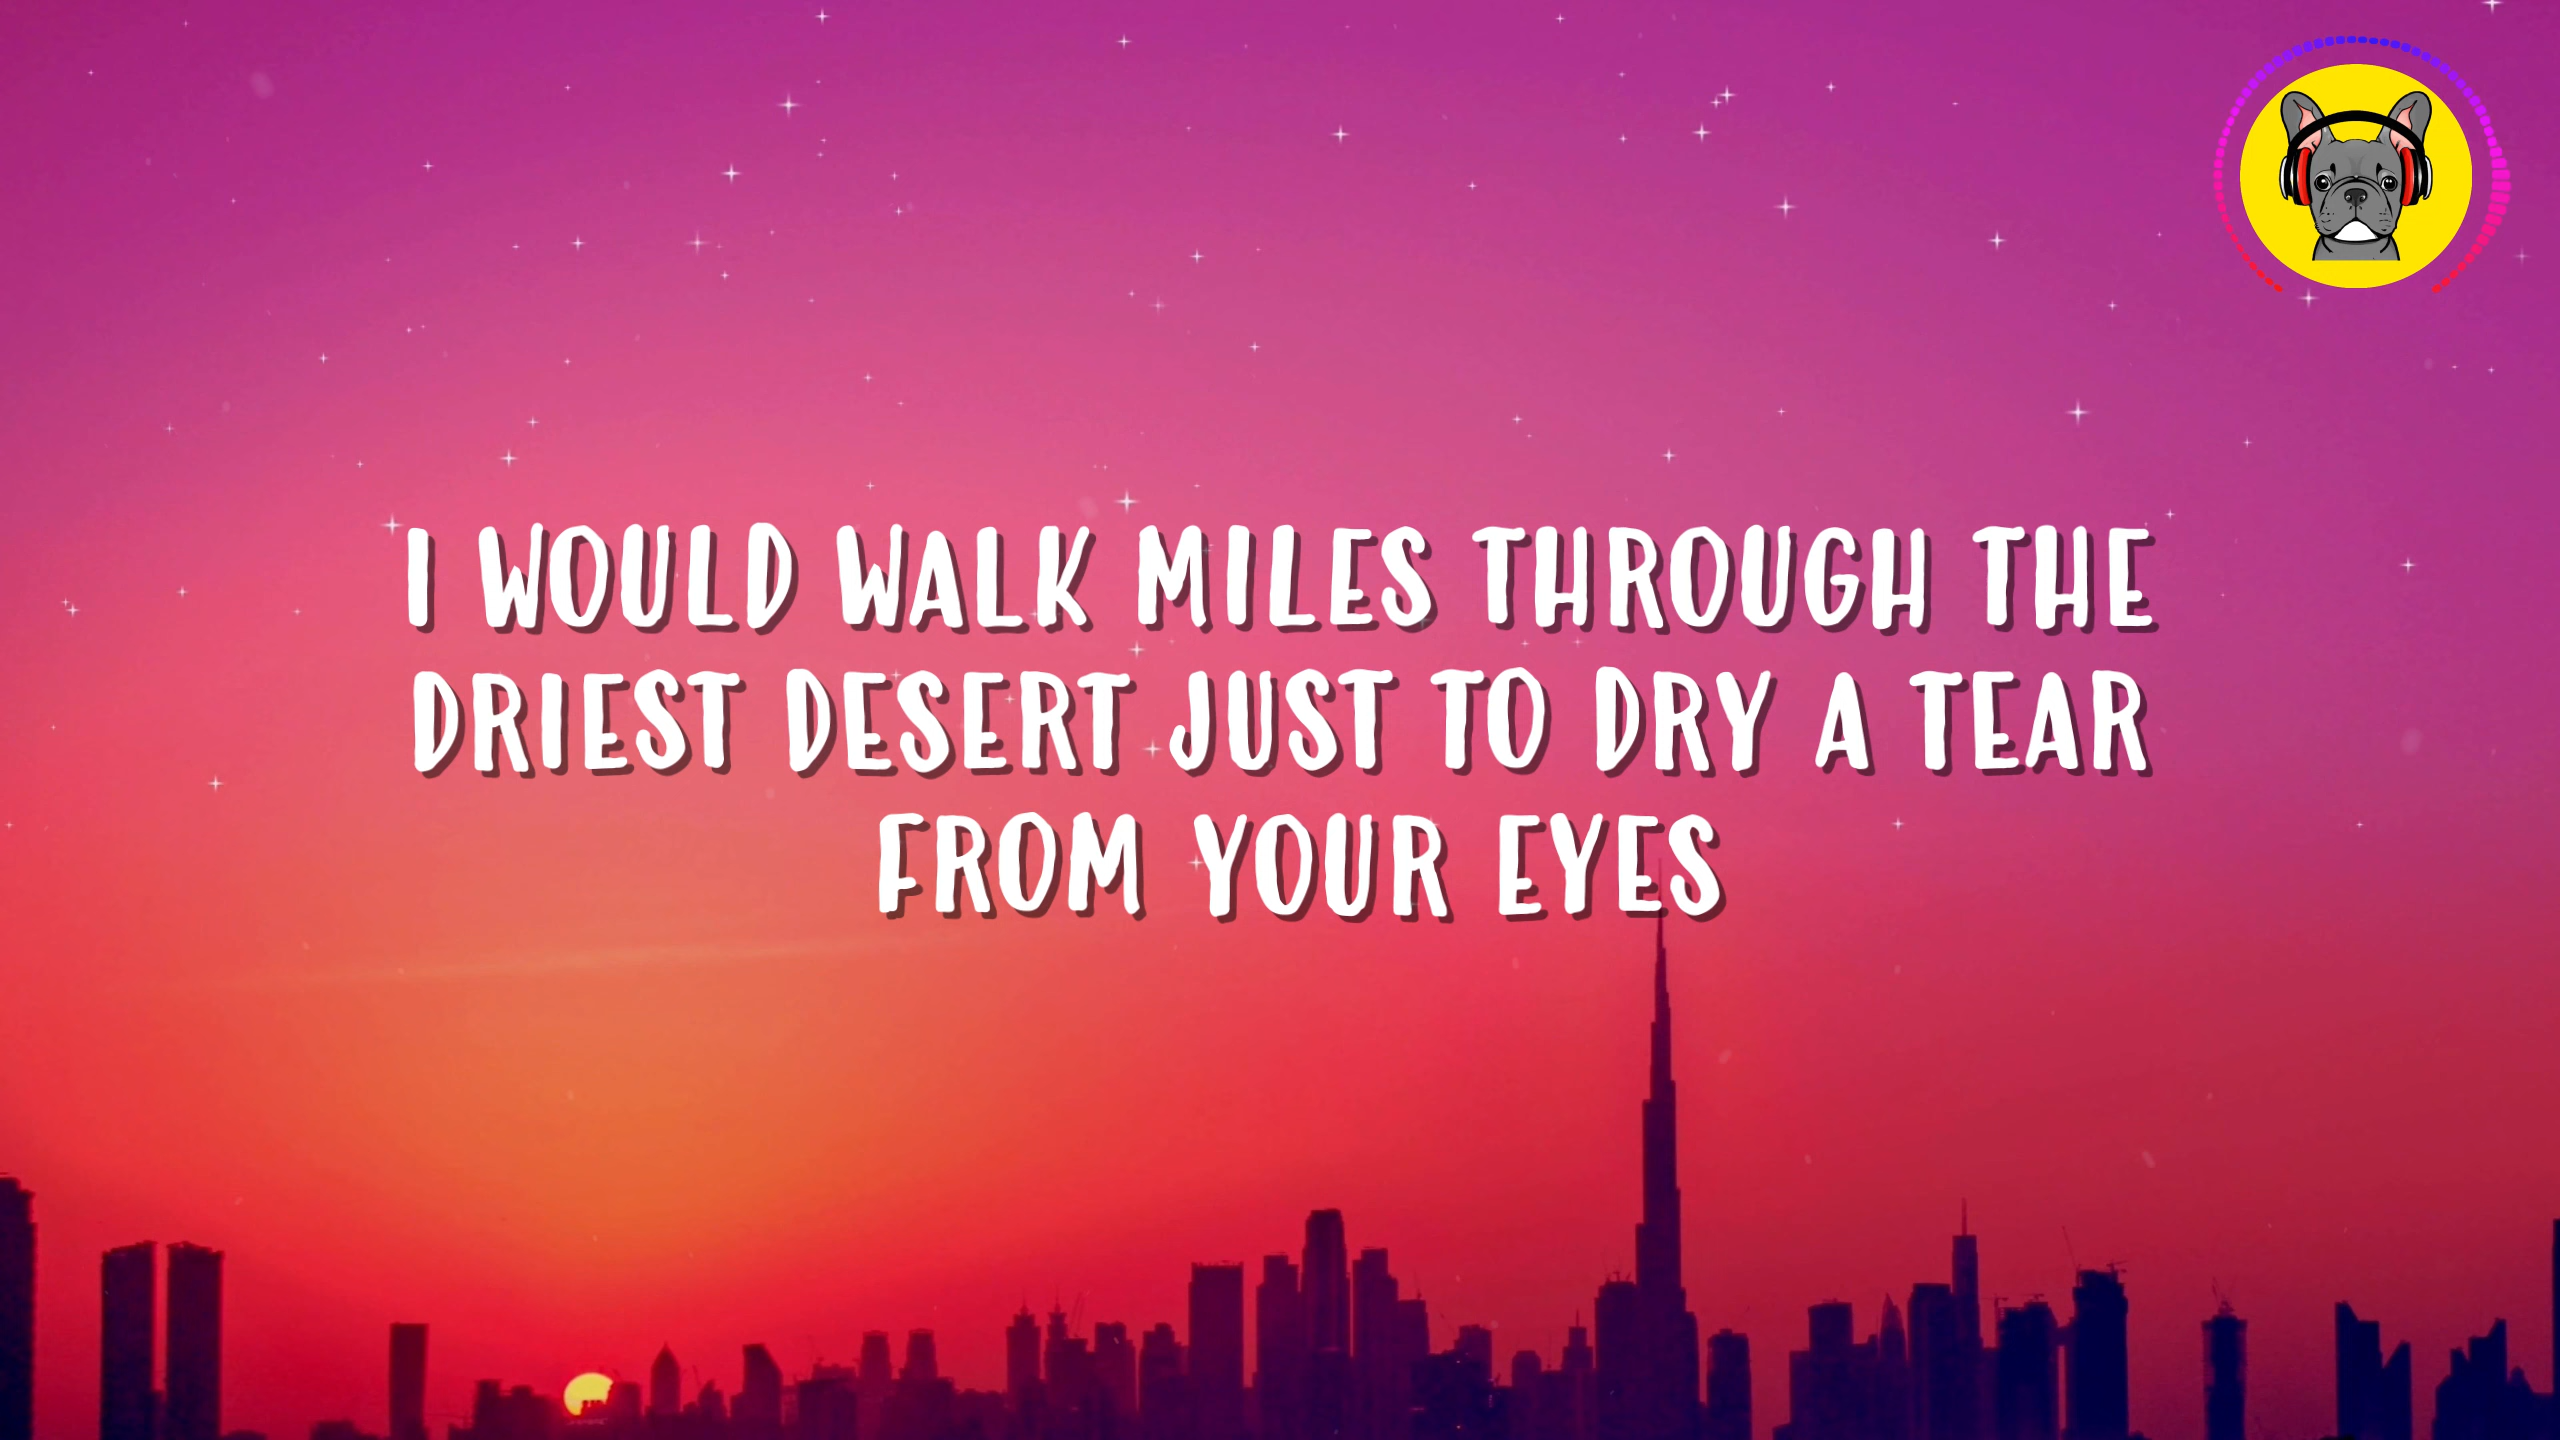 I WOULD WALK MILES THROUGH THE
DRIEST DESERT JUST TO DRY A TEAR
FROM YOUR EYES